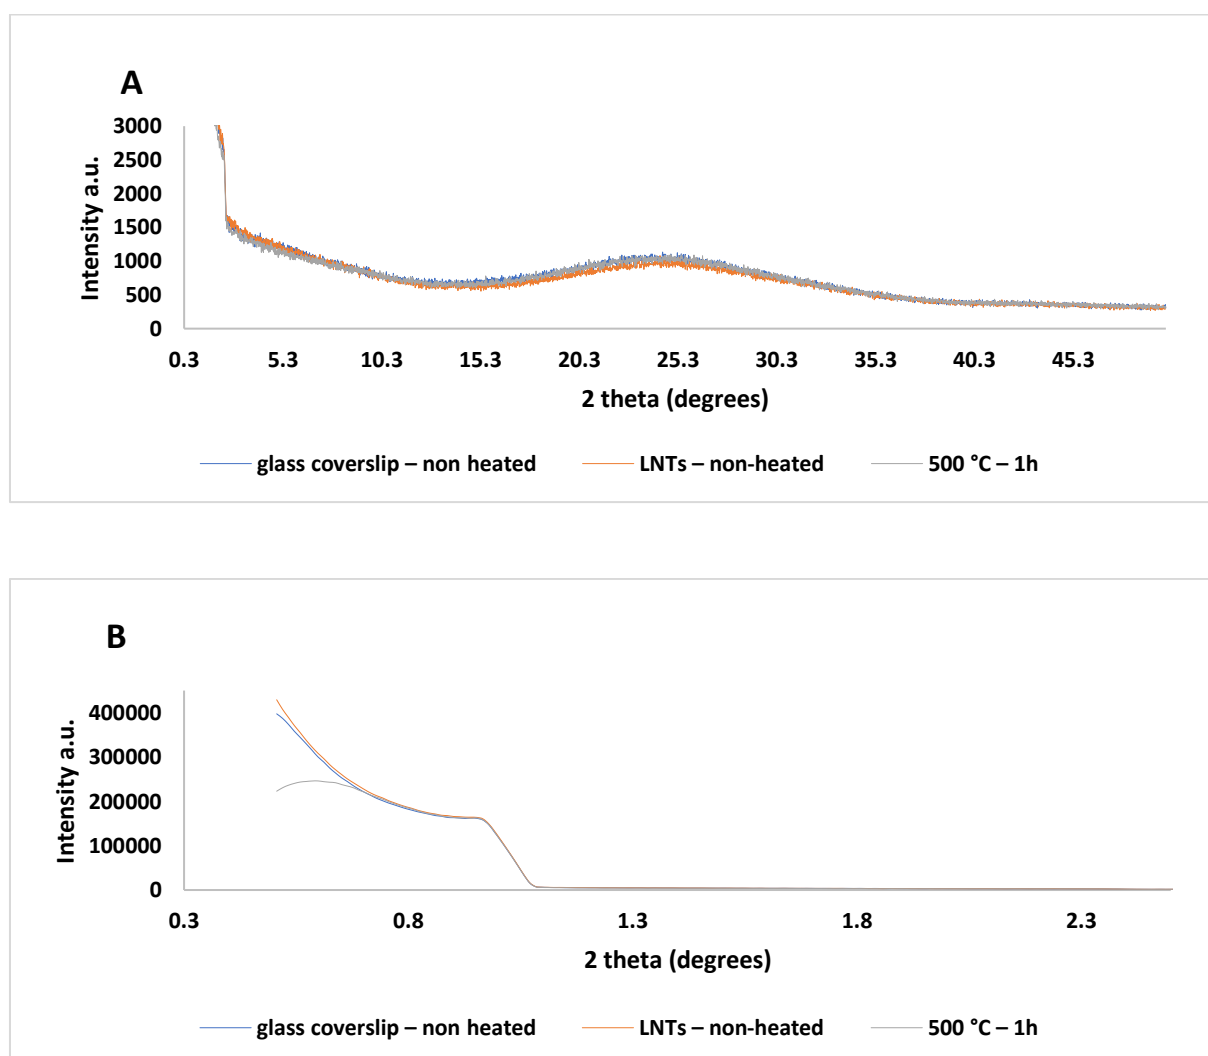 A
Intensity a.u.
3000
2500
2000
1500
1000
500
0
0.3 5.3 10.3 15.3 20.3 25.3 30.3 35.3 40.3 45.3
2 theta (degrees)
glass coverslip – non heated LNTs – non-heated 500 °C – 1h
B
Intensity a.u.
400000
300000
200000
100000
0
0.3 0.8 1.3 1.8 2.3
2 theta (degrees)
glass coverslip – non heated LNTs – non-heated 500 °C – 1h